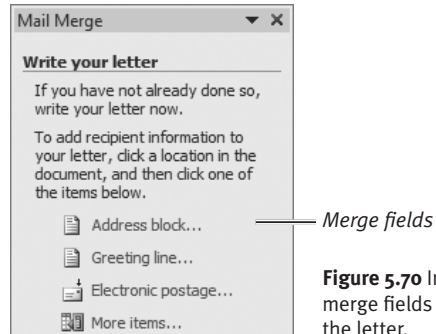 Mail Merge
Write your letter
If you have not already done so,
write your letter now.
To add recipient information to
your letter, click a location in the
document, and then click one of
the items below.
Address block...
Greeting line...
Electronic postage...
More items...
Merge fields
Figure 5.70
merge fields
the letter.